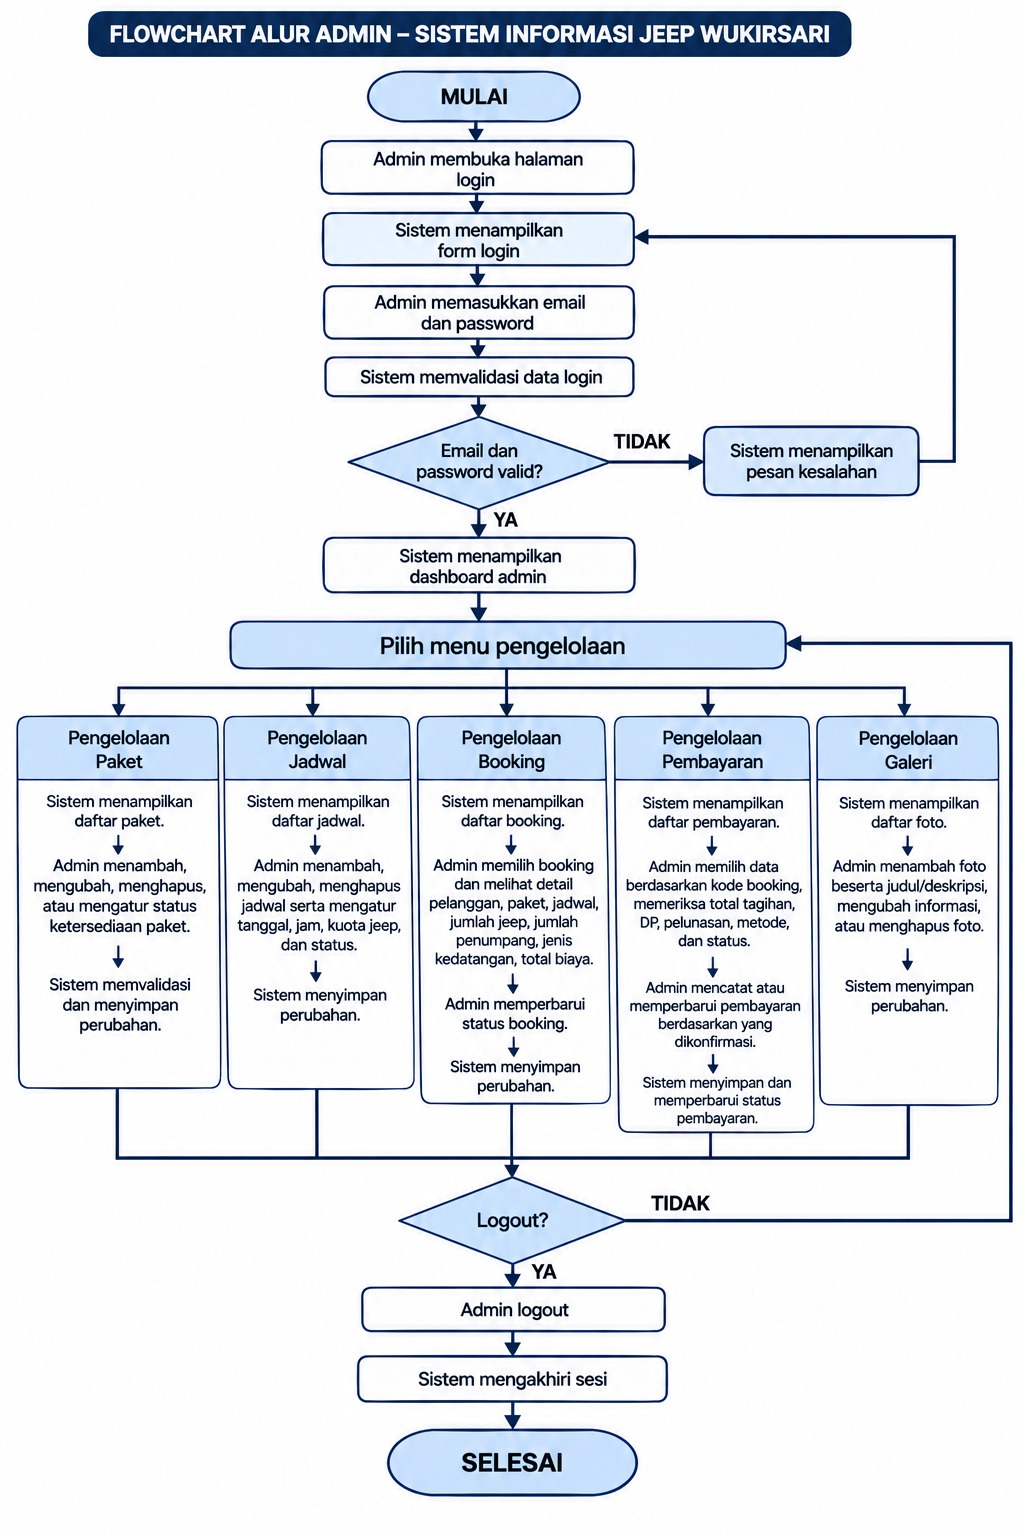 FLOWCHART ALUR ADMIN – SISTEM INFORMASI JEEP WUKIRSARI
MULAI
Admin membuka halaman
login
Sistem menampilkan
form login
Admin memasukkan email
dan password
Sistem memvalidasi data login
Email dan
password valid?
TIDAK
Sistem menampilkan
pesan kesalahan
YA
Sistem menampilkan
dashboard admin
Pilih menu pengelolaan
Pengelolaan
Paket
Sistem menampilkan
daftar paket.
Admin menambah,
mengubah, menghapus,
atau mengatur status
ketersediaan paket.
Sistem memvalidasi
dan menyimpan
perubahan.
Pengelolaan
Jadwal
Sistem menampilkan
daftar jadwal.
Admin menambah,
mengubah, menghapus
jadwal serta mengatur
tanggal, jam, kuota jeep,
dan status.
Sistem menyimpan
perubahan.
Pengelolaan
Booking
Sistem menampilkan
daftar booking.
Admin memilih booking
dan melihat detail
pelanggan, paket, jadwal,
jumlah jeep, jumlah
penumpang, jenis
kedatangan, total biaya.
Admin memperbarui
status booking.
Sistem menyimpan
perubahan.
Pengelolaan
Pembayaran
Sistem menampilkan
daftar pembayaran.
Admin memilih data
berdasarkan kode booking,
memeriksa total tagihan,
DP, pelunasan, metode,
dan status.
Admin mencatat atau
memperbarui pembayaran
berdasarkan yang
dikonfirmasi.
Sistem menyimpan dan
memperbarui status
pembayaran.
Pengelolaan
Galeri
Sistem menampilkan
daftar foto.
Admin menambah foto
beserta judul/deskripsi,
mengubah informasi,
atau menghapus foto.
Sistem menyimpan
perubahan.
Logout?
TIDAK
YA
Admin logout
Sistem mengakhiri sesi
SELESAI